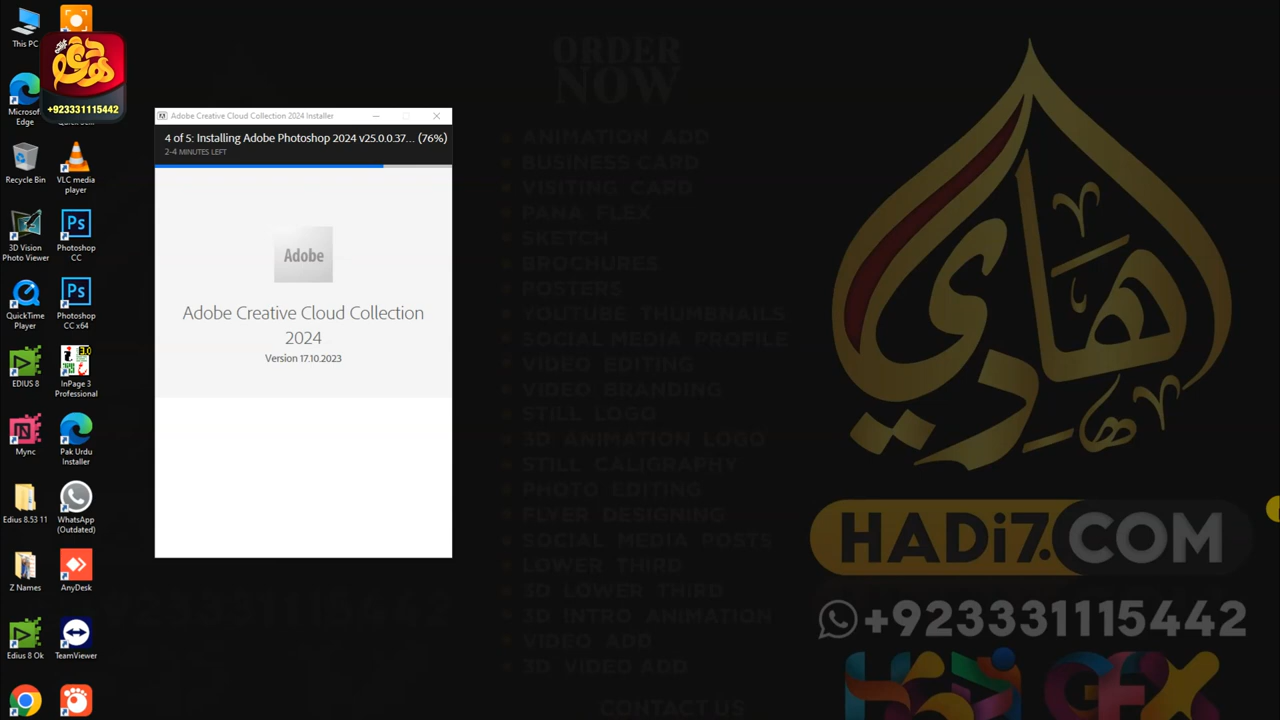 This PC
هادی
+923331115442
Microsof
Edge
Recycle Bin
VLC media
player
3D Vision
Photo Viewer
Ps
Photoshop
CC
QuickTime
Player
Ps
Photoshop
CC x64
EDIUS 8
3.0
InPage 3
Professional
Mync
Pak Urdu
Installer
Edius 8.53 11
WhatsApp
(Outdated)
Z Names
AnyDesk
Edius 8 Ok
TeamViewer
Adobe Creative Cloud Collection 2024 Installer
4 of 5: Installing Adobe Photoshop 2024 v25.0.0.37... (76%)
2-4 MINUTES LEFT
Adobe
Adobe Creative Cloud Collection
2024
Version 17.10.2023
ORDER
NOW
ANIMATION ADD
BUSINESS CARD
VISITING CARD
PANA FLEX
SKETCH
BROCHURES
POSTERS
YOUTUBE THUMBNAILS
SOCIAL MEDIA PROFILE
VIDEO EDITING
VIDEO BRANDING
STILL LOGO
3D ANIMATION LOGO
STILL CALIGRAPHY
PHOTO EDITING
FLYER DESIGNING
SOCIAL MEDIA POSTS
LOWER THIRD
3D LOWER THIRD
3D INTRO ANIMATION
VIDEO ADD
3D VIDEO ADD
CONTACT US
+923331115442
هادي
HADi7.COM
+923331115442